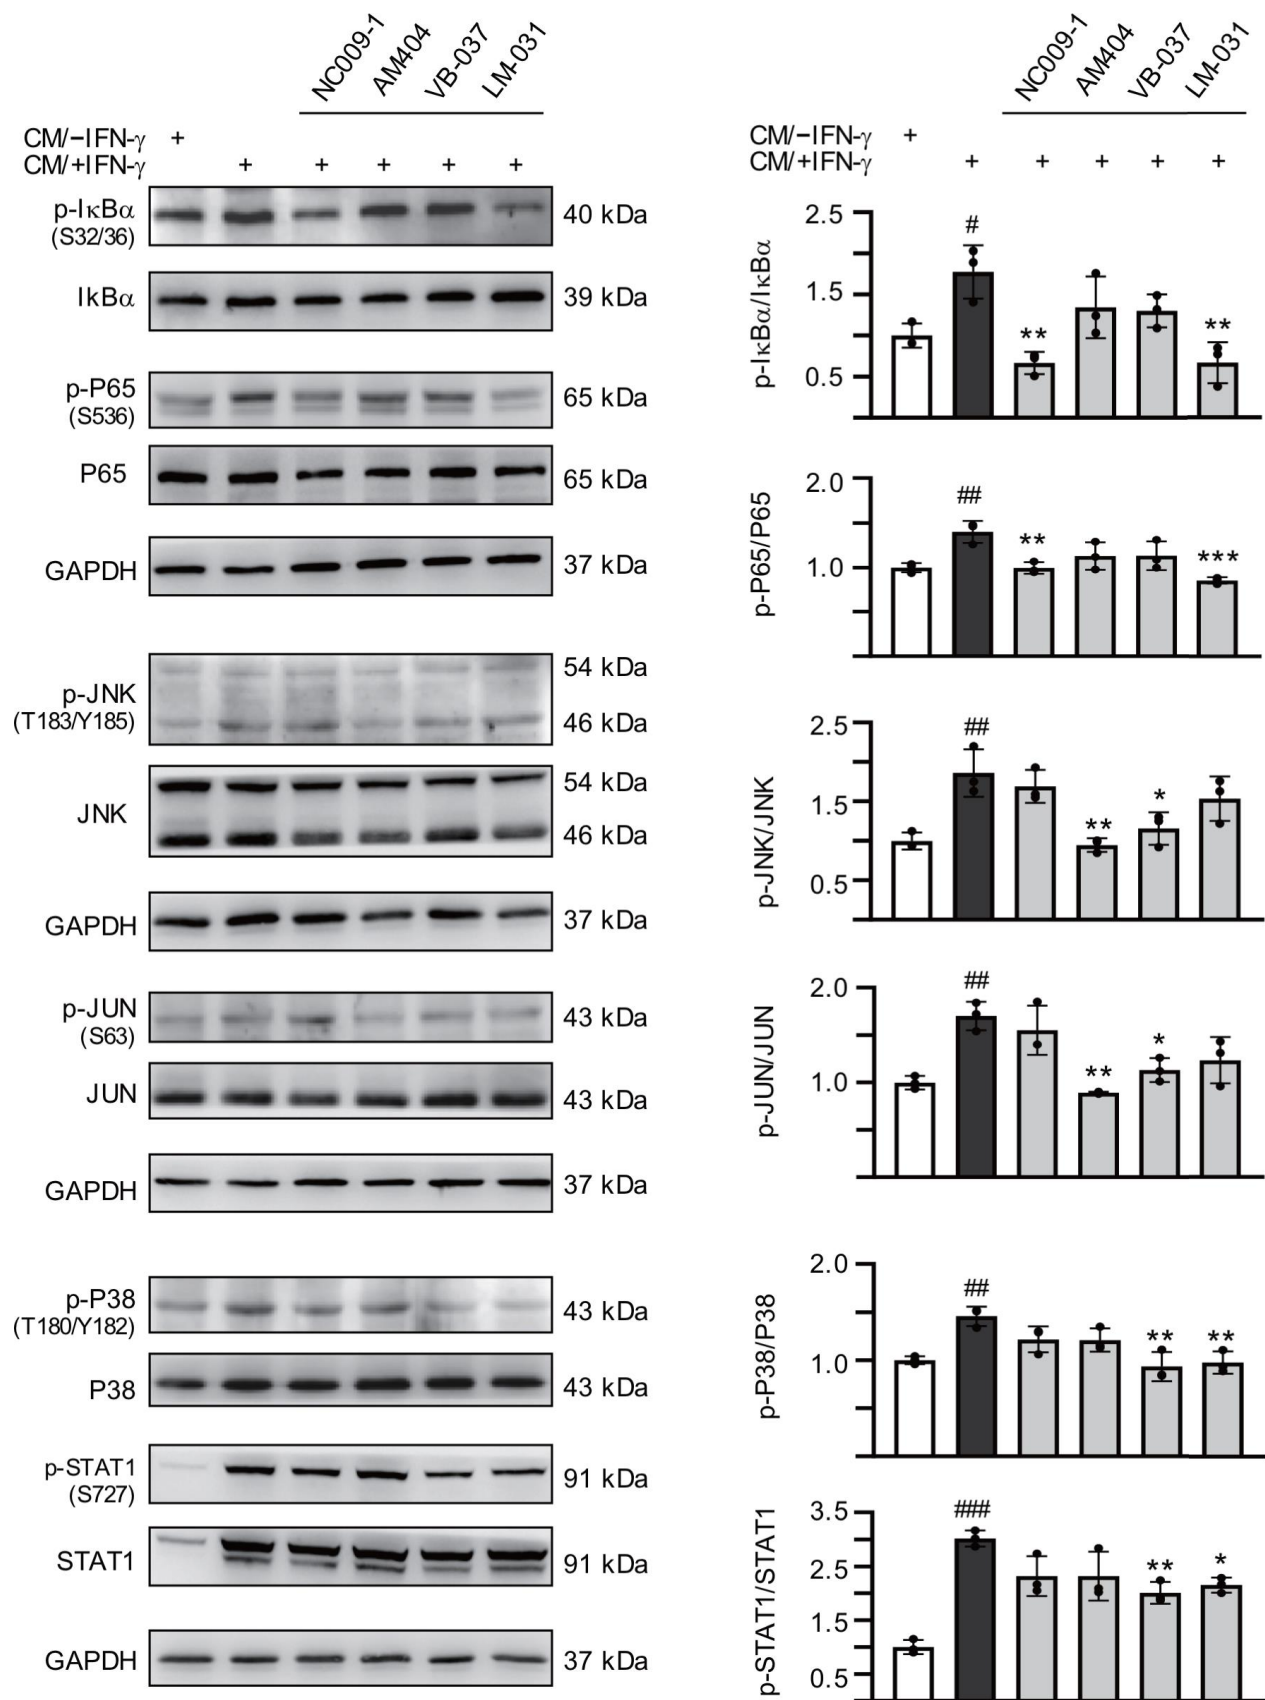 NC009-1
AM404
VB-037
LM-031
CM/−IFN-γ +
CM/+IFN-γ + + + + +
p-IκBα
(S32/36)
40 kDa
IkBα
39 kDa
p-P65
(S536)
65 kDa
P65
65 kDa
GAPDH
37 kDa
p-JNK
(T183/Y185)
54 kDa
46 kDa
JNK
54 kDa
46 kDa
GAPDH
37 kDa
p-JUN
(S63)
43 kDa
JUN
43 kDa
GAPDH
37 kDa
p-P38
(T180/Y182)
43 kDa
P38
43 kDa
p-STAT1
(S727)
91 kDa
STAT1
91 kDa
GAPDH
37 kDa
NC009-1
AM404
VB-037
LM-031
CM/−IFN-γ +
CM/+IFN-γ + + + + +
p-IκBα/IκBα
2.5
1.5
0.5
# ** **
p-P65/P65
2.0
1.0
## ** ***
p-JNK/JNK
2.5
1.5
0.5
## ** *
p-JUN/JUN
2.0
1.0
## ** *
p-P38/P38
2.0
1.0
## ** **
p-STAT1/STAT1
3.5
2.5
1.5
0.5
### ** *